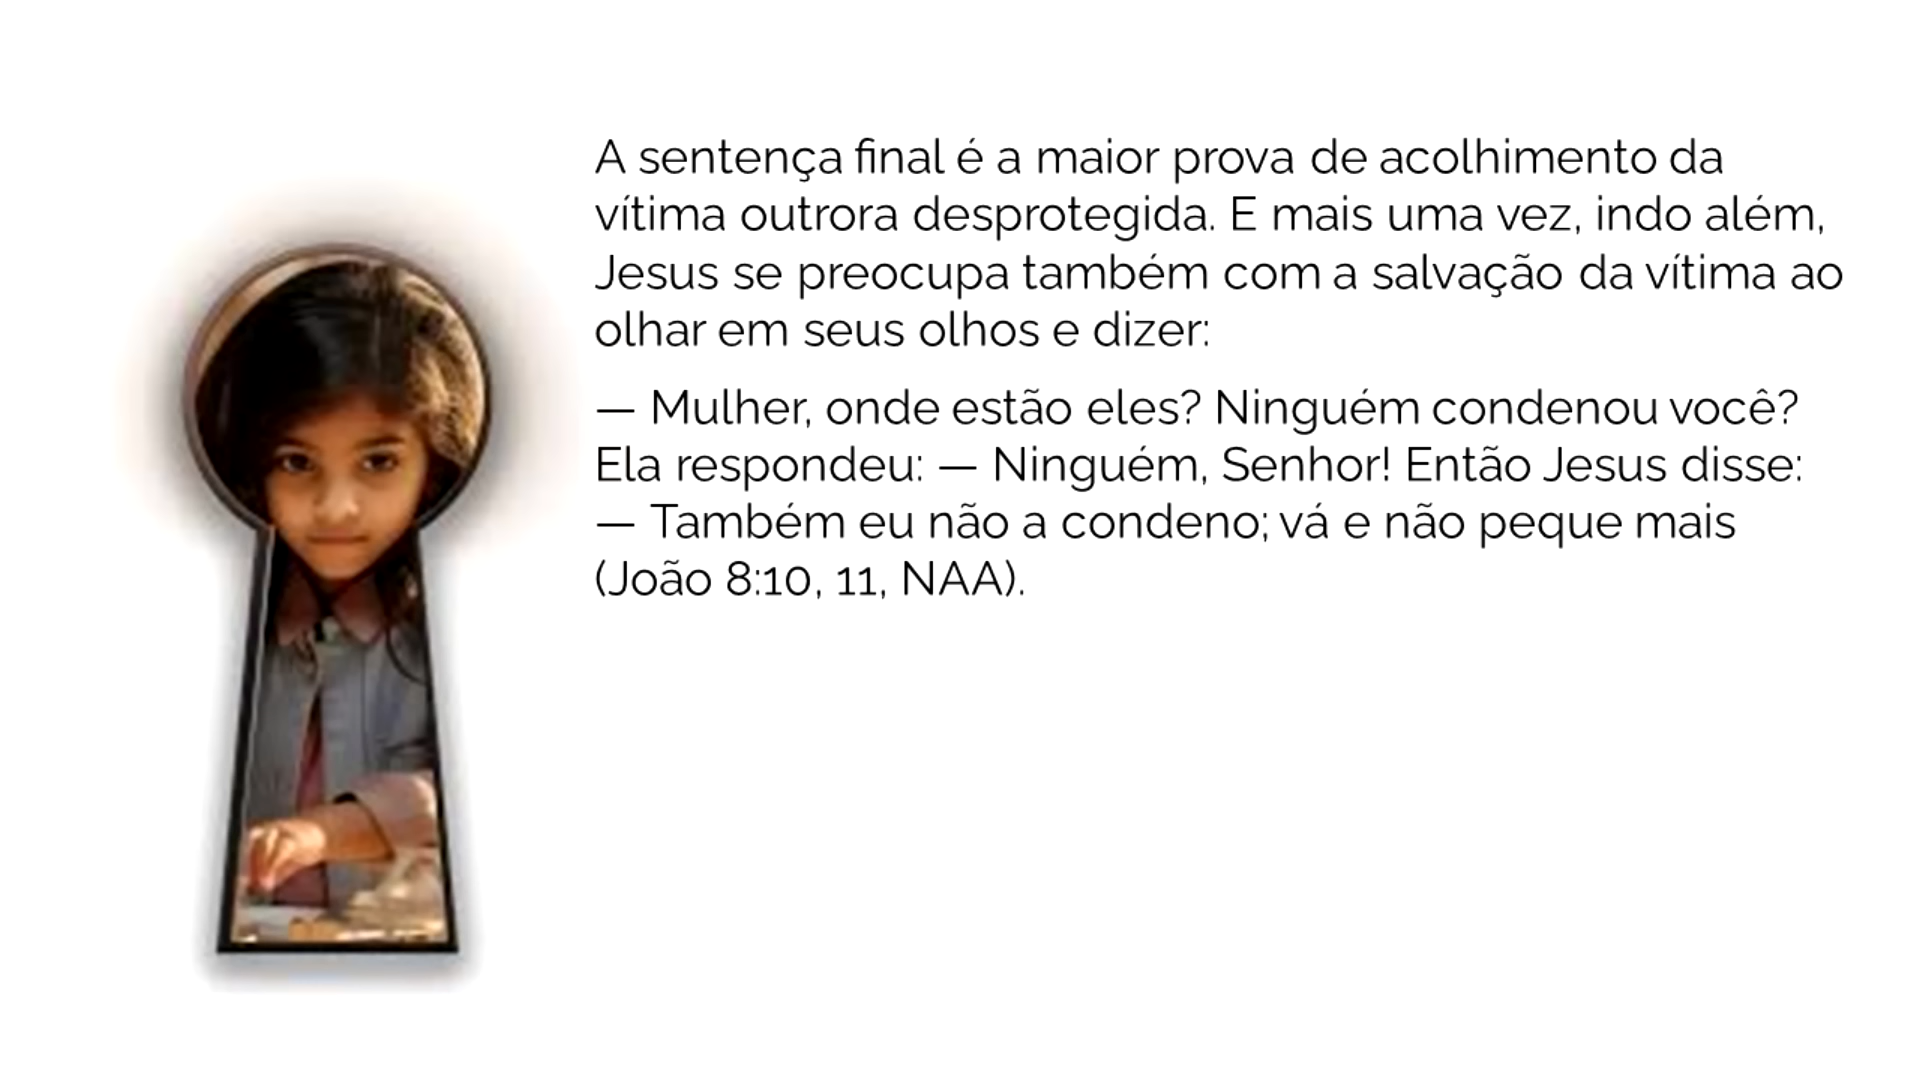 A sentença final é a maior prova de acolhimento da
vítima outrora desprotegida. E mais uma vez, indo além,
Jesus se preocupa também com a salvação da vítima ao
olhar em seus olhos e dizer:
— Mulher, onde estão eles? Ninguém condenou você?
Ela respondeu: — Ninguém, Senhor! Então Jesus disse:
— Também eu não a condeno; vá e não peque mais
(João 8:10, 11, NAA).